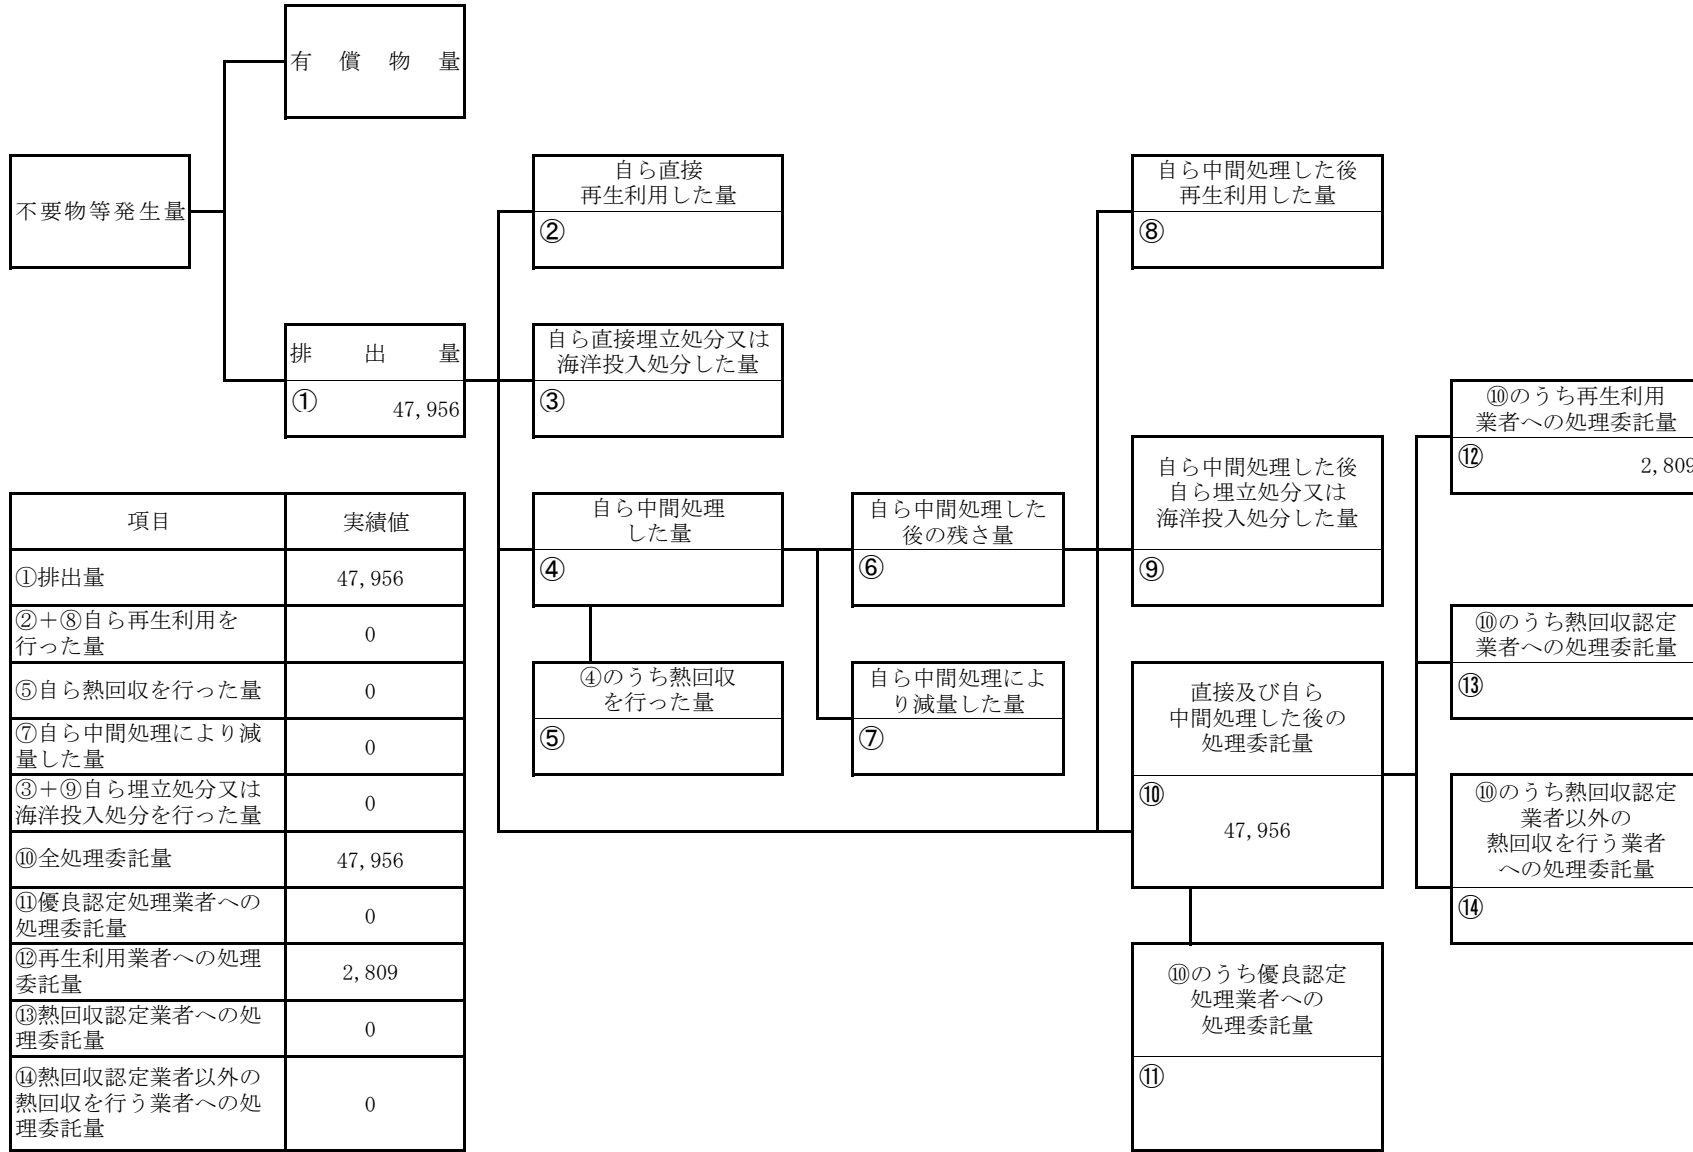 有償物量
不要物等発生量
排出量
① 47,956
自ら直接
再生利用した量
②
自ら直接埋立処分又は
海洋投入処分した量
③
自ら中間処理
した量
④
④のうち熱回収
を行った量
⑤
自ら中間処理した
後の残さ量
⑥
自ら中間処理によ
り減量した量
⑦
自ら中間処理した後
再生利用した量
⑧
自ら中間処理した後
自ら埋立処分又は
海洋投入処分した量
⑨
直接及び自ら
中間処理した後の
処理委託量
⑩
47,956
⑩のうち優良認定
処理業者への
処理委託量
⑪
⑩のうち再生利用
業者への処理委託量
⑫ 2,809
⑩のうち熱回収認定
業者への処理委託量
⑬
⑩のうち熱回収認定
業者以外の
熱回収を行う業者
への処理委託量
⑭
項目 実績値
①排出量 47,956
②+⑧自ら再生利用を
行った量 0
⑤自ら熱回収を行った量 0
⑦自ら中間処理により減
量した量 0
③+⑨自ら埋立処分又は
海洋投入処分を行った量 0
⑩全処理委託量 47,956
⑪優良認定処理業者への
処理委託量 0
⑫再生利用業者への処理
委託量 2,809
⑬熱回収認定業者への処
理委託量 0
⑭熱回収認定業者以外の
熱回収を行う業者への処
理委託量 0